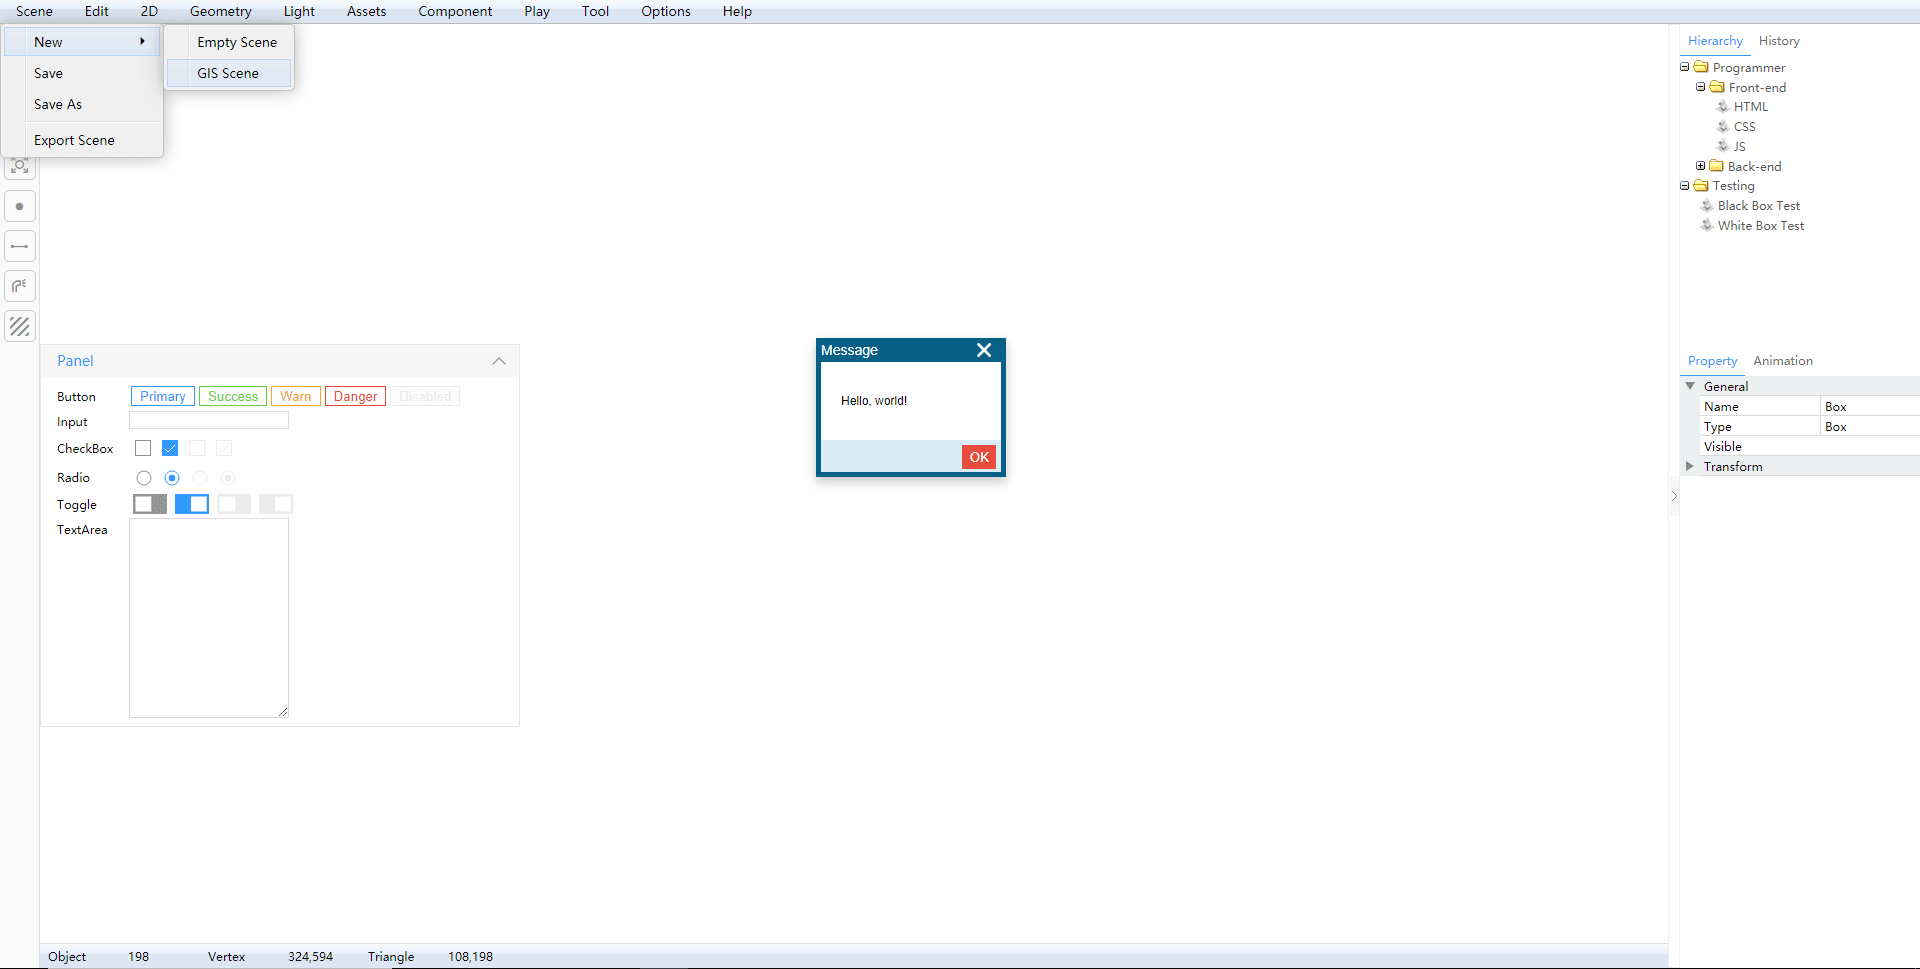 Scene Edit 2D Geometry Light Assets Component Play Tool Options Help
New
Save
Save As
Export Scene
Empty Scene
GIS Scene
Panel
Button Primary Success Warn Danger Disabled
Input
CheckBox
Radio
Toggle
TextArea
Message
Hello, world!
OK
Hierarchy History
Programmer
Front-end
HTML
CSS
JS
Back-end
Testing
Black Box Test
White Box Test
Property Animation
General
Name Box
Type Box
Visible
Transform
Object 198 Vertex 324,594 Triangle 108,198